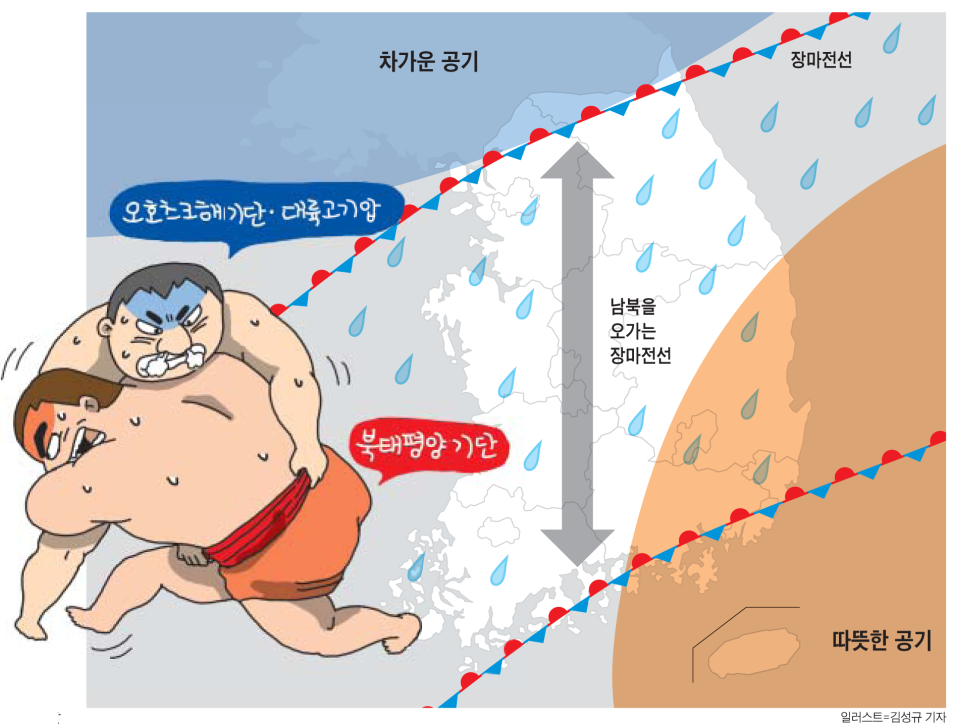 차가운 공기
장마전선
오호츠크해기단·대륙고기압
남북을
오가는
장마전선
북태평양기단
따뜻한 공기
일러스트=김성규 기자